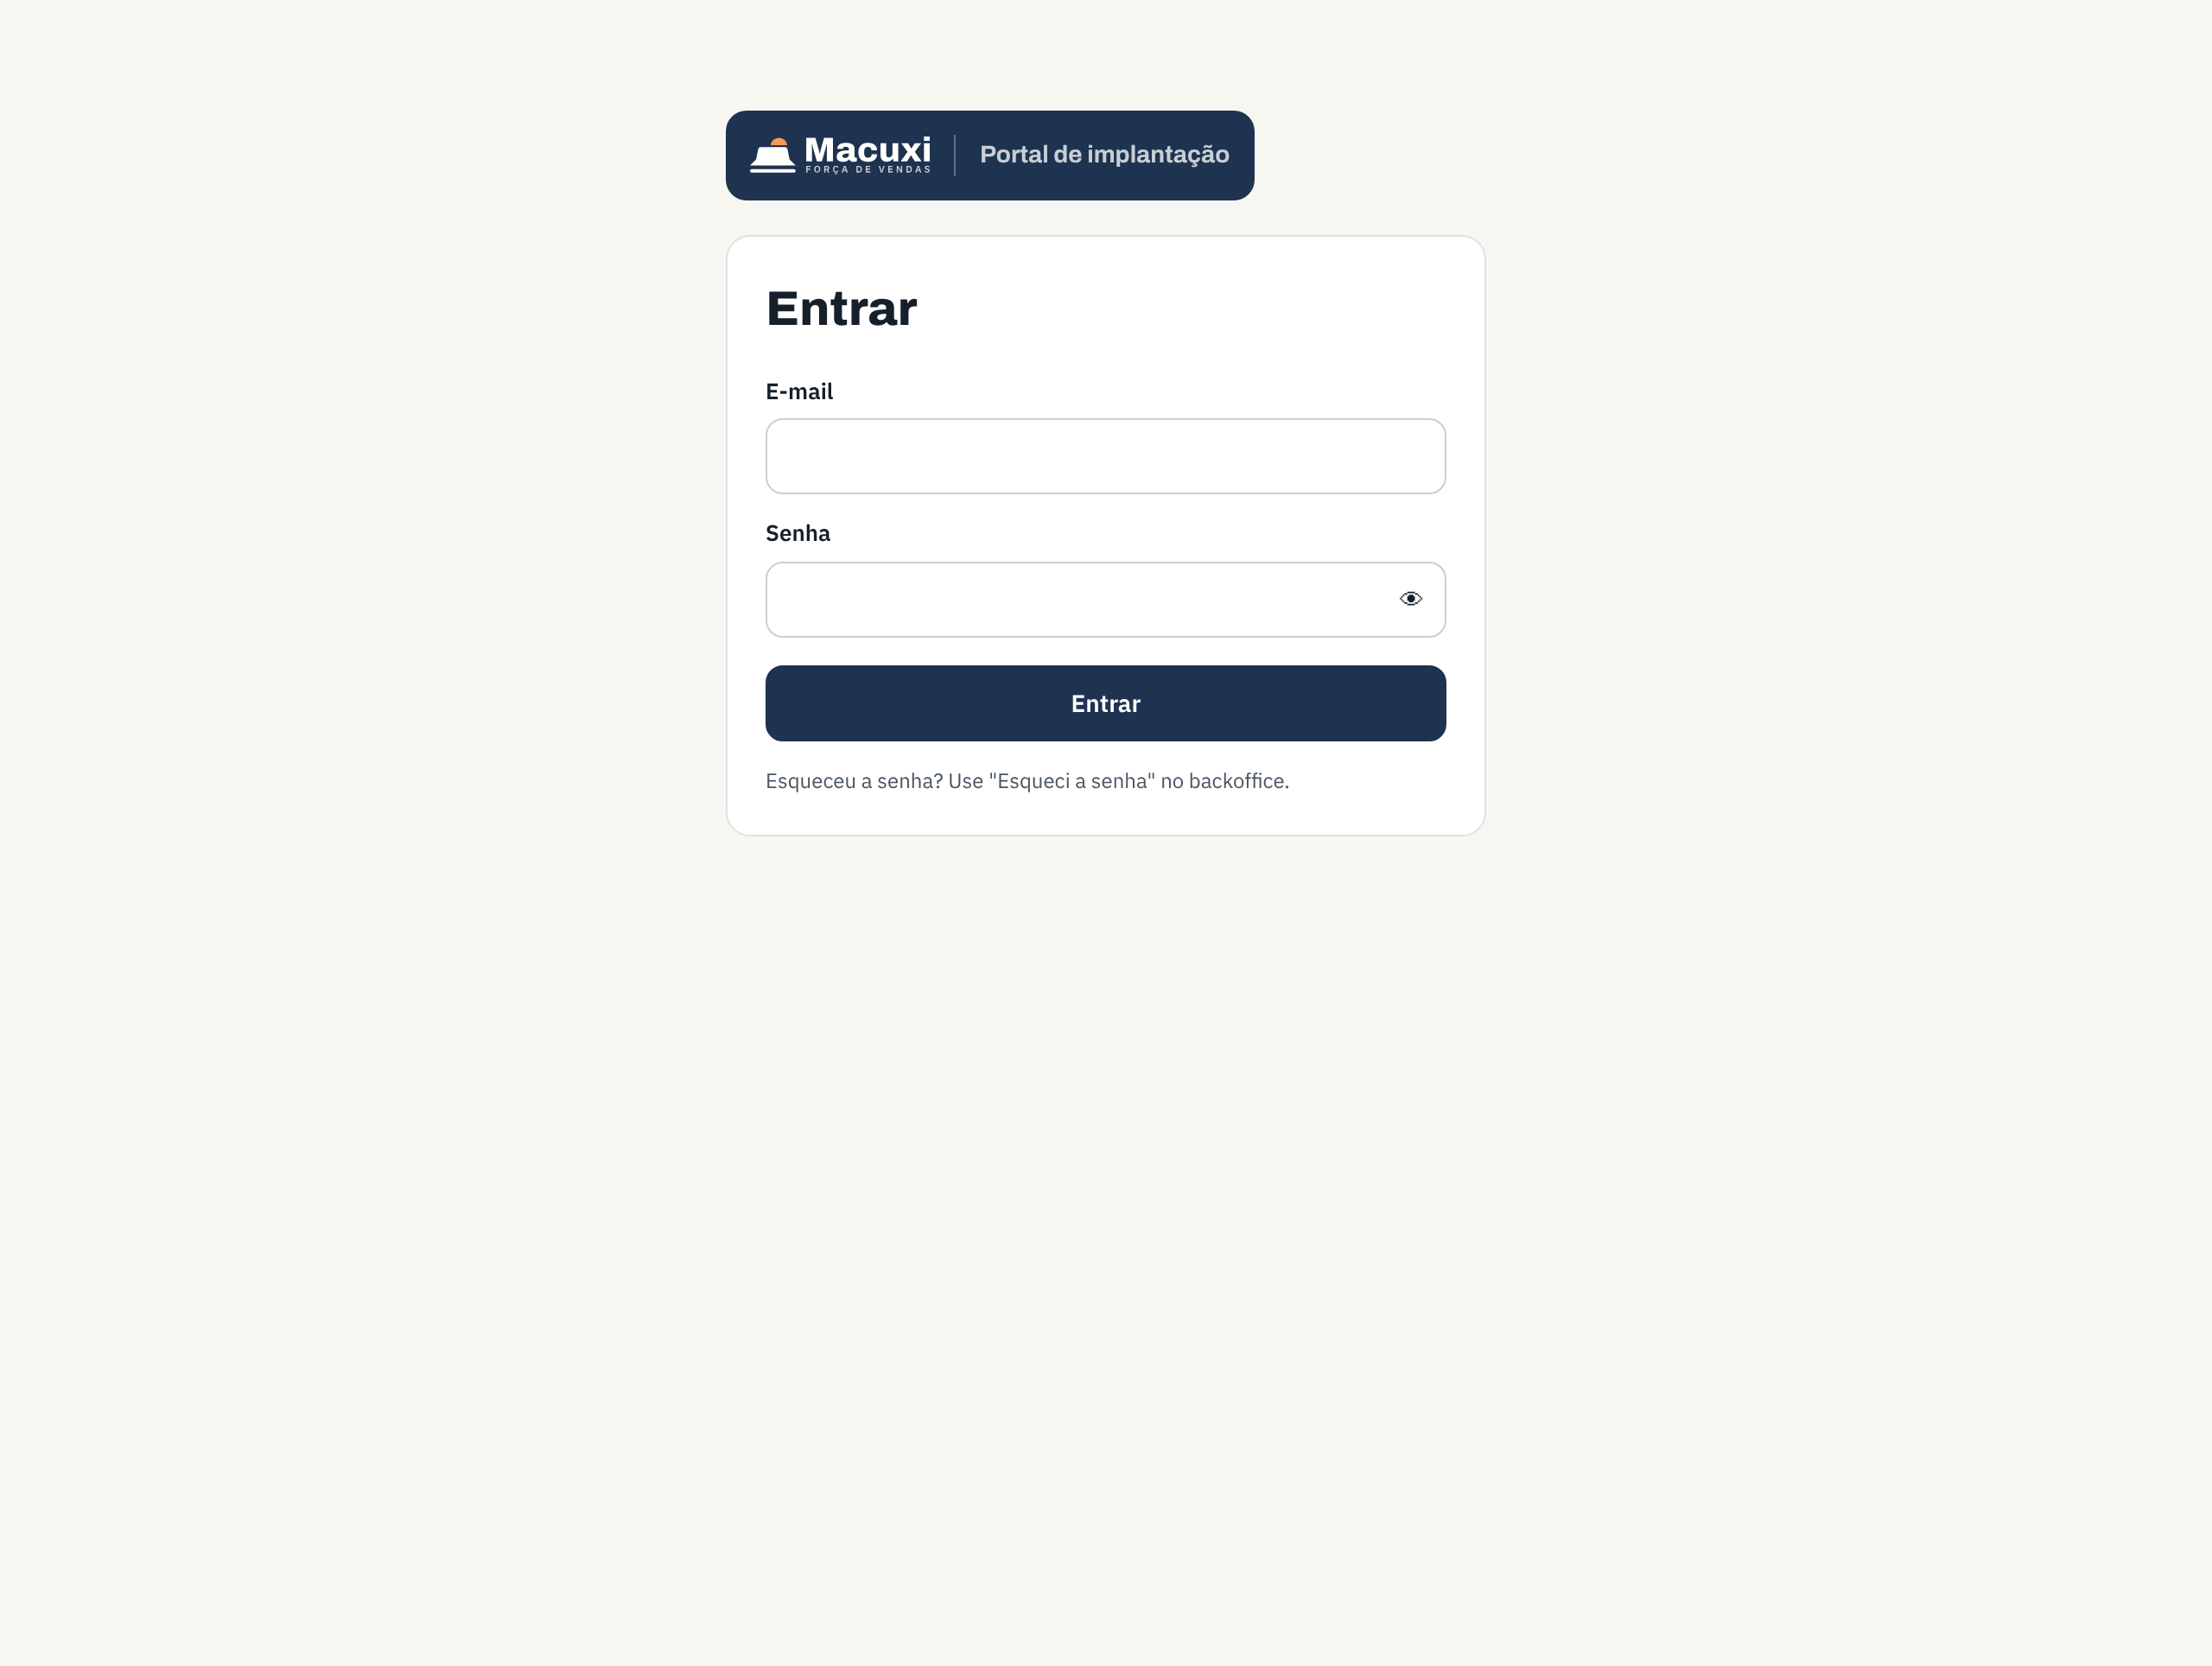 Macuxi
FORÇA DE VENDAS
Portal de implantação
Entrar
E-mail
Senha
Entrar
Esqueceu a senha? Use "Esqueci a senha" no backoffice.